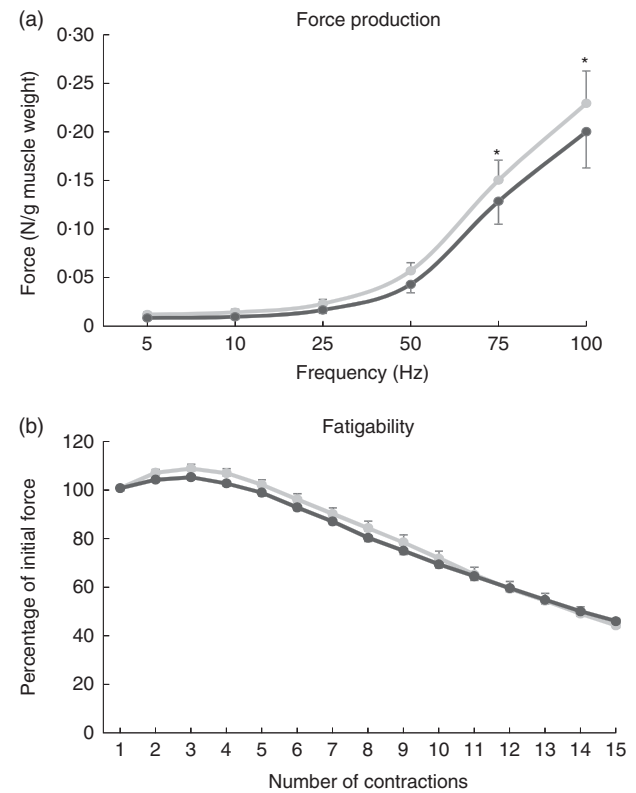 (a)
Force production
0·30
0·25
0·20
0·15
0·10
0·05
0
Force (N/g muscle weight)
*
*
5 10 25 50 75 100
Frequency (Hz)
(b)
Fatigability
120
100
80
60
40
20
0
Percentage of initial force
1 2 3 4 5 6 7 8 9 10 11 12 13 14 15
Number of contractions